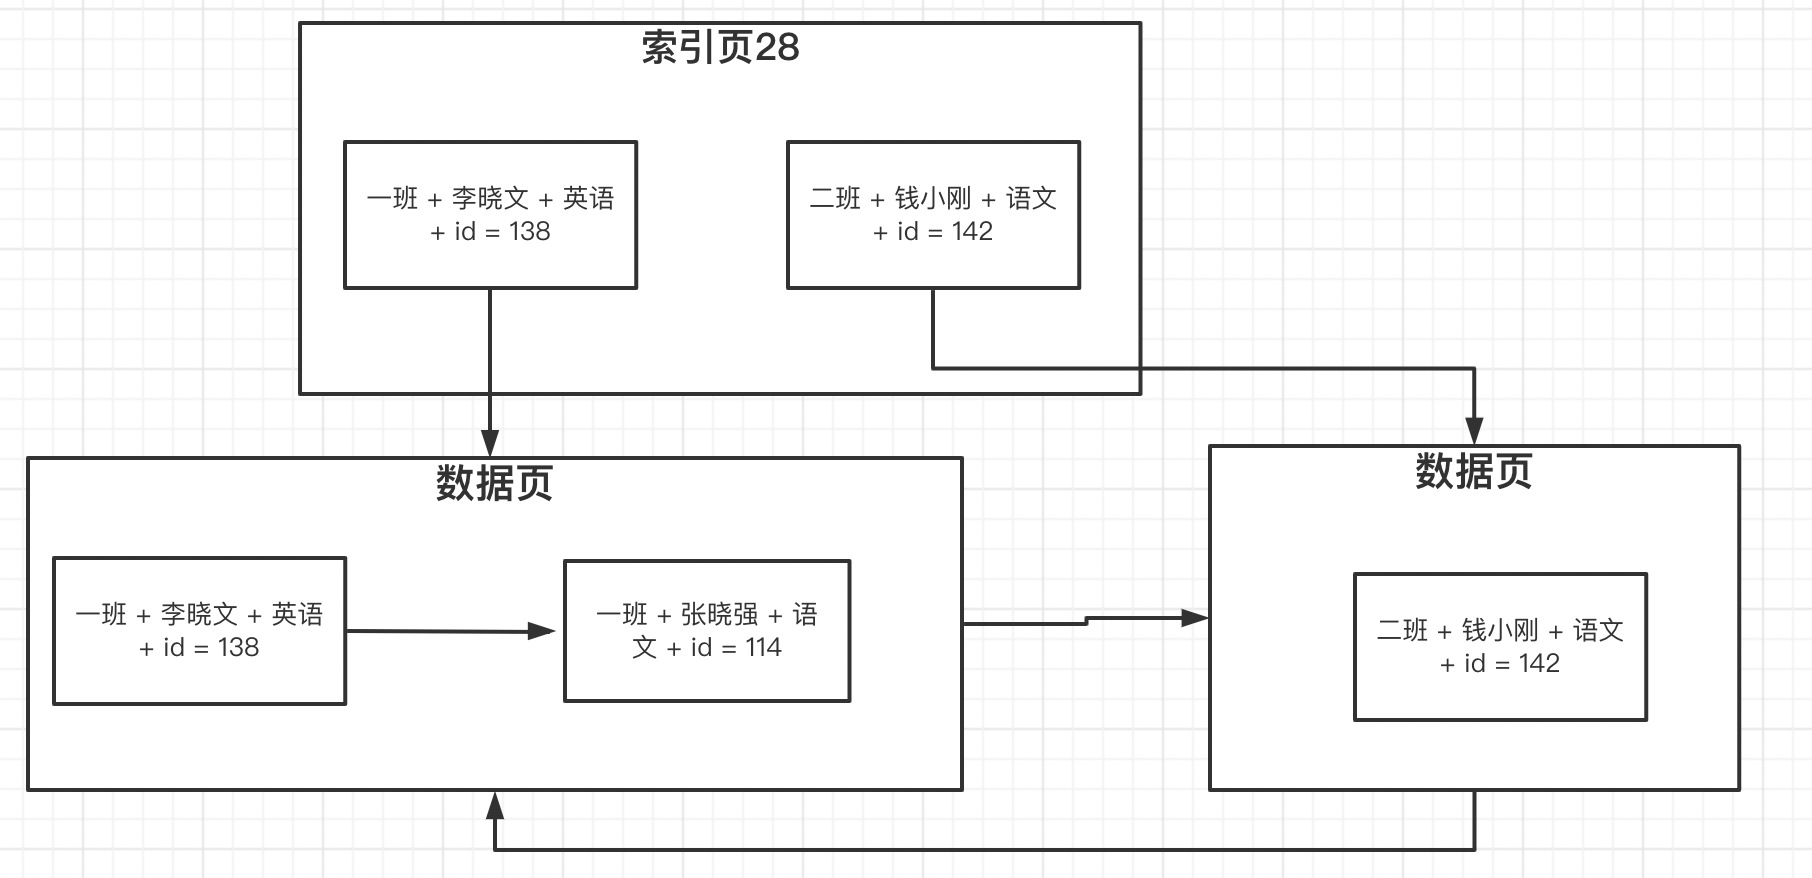 索引页28
一班 + 李晓文 + 英语
+ id = 138
二班 + 钱小刚 + 语文
+ id = 142
数据页
一班 + 李晓文 + 英语
+ id = 138
一班 + 张晓强 + 语
文 + id = 114
数据页
二班 + 钱小刚 + 语文
+ id = 142